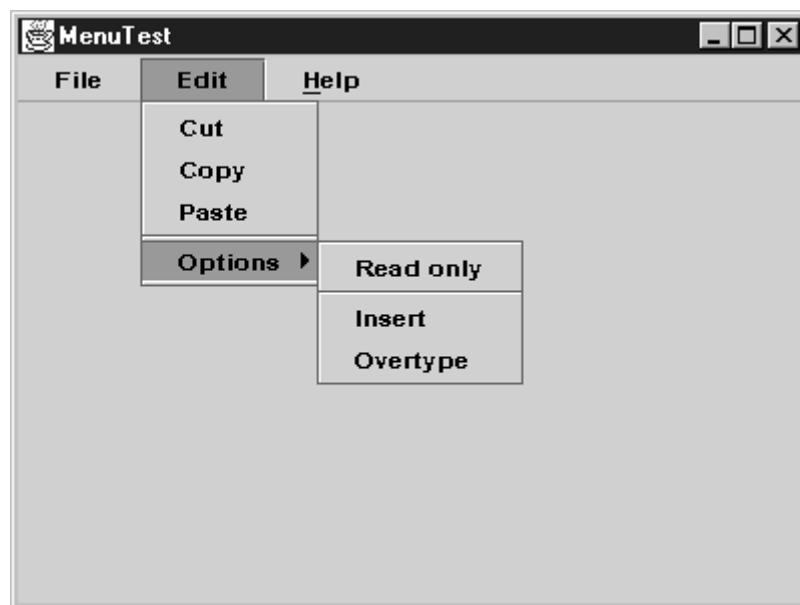 MenuTest
File Edit Help
Cut
Copy
Paste
Options
Read only
Insert
Overtype